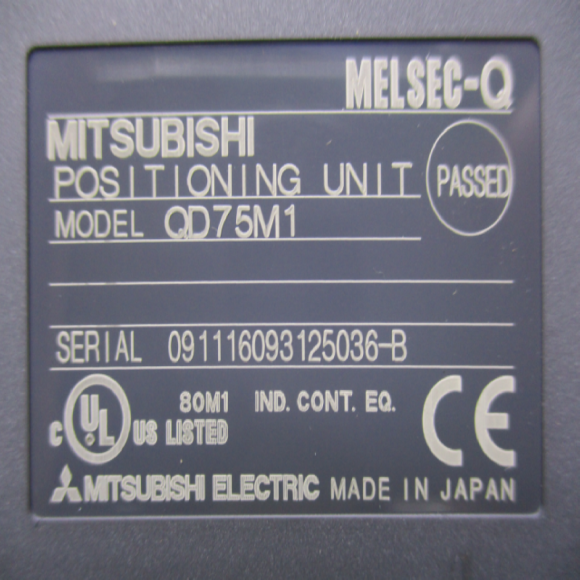 MELSEC-Q
MITSUBISHI
POSITIONING UNIT
PASSED
MODEL QD75M1
SERIAL 091116093125036-B
80M1 IND. CONT. EQ.
C UL US LISTED
CE
MITSUBISHI ELECTRIC MADE IN JAPAN